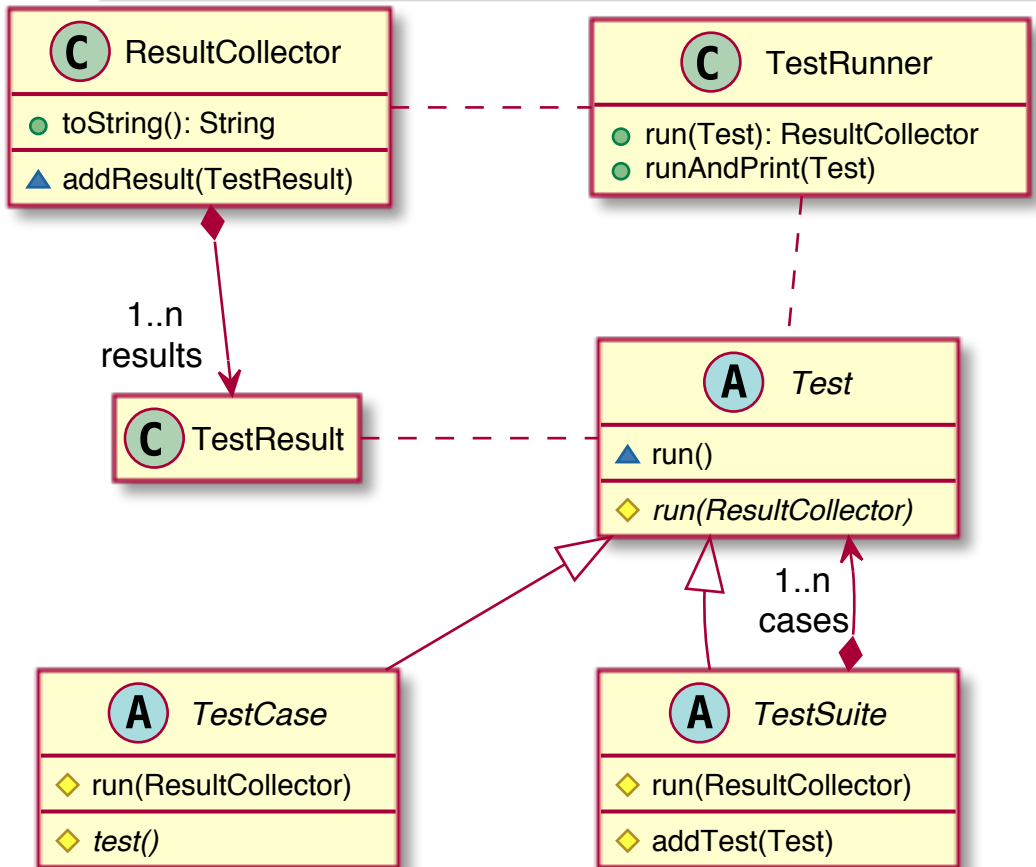 C ResultCollector
toString(): String
addResult(TestResult)
C TestRunner
run(Test): ResultCollector
runAndPrint(Test)
1..n
results
C TestResult
A Test
run()
run(ResultCollector)
1..n
cases
A TestCase
run(ResultCollector)
test()
A TestSuite
run(ResultCollector)
addTest(Test)